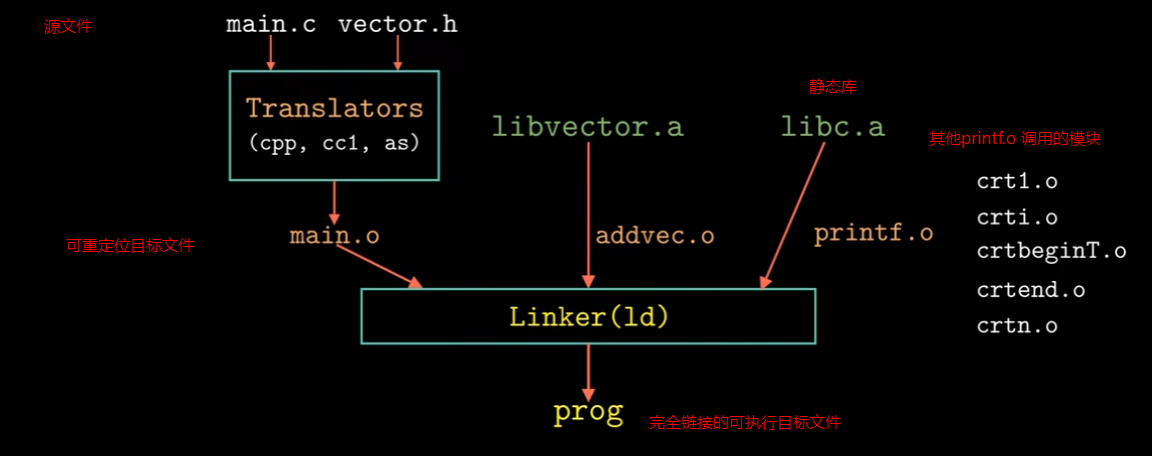 源文件
main.c vector.h
Translators
(cpp, cc1, as)
静态库
libvector.a
libc.a
其他printf.o 调用的模块
crt1.o
crti.o
crtbeginT.o
crtend.o
crtn.o
可重定位目标文件
main.o
addvec.o
printf.o
Linker(ld)
prog
完全链接的可执行目标文件